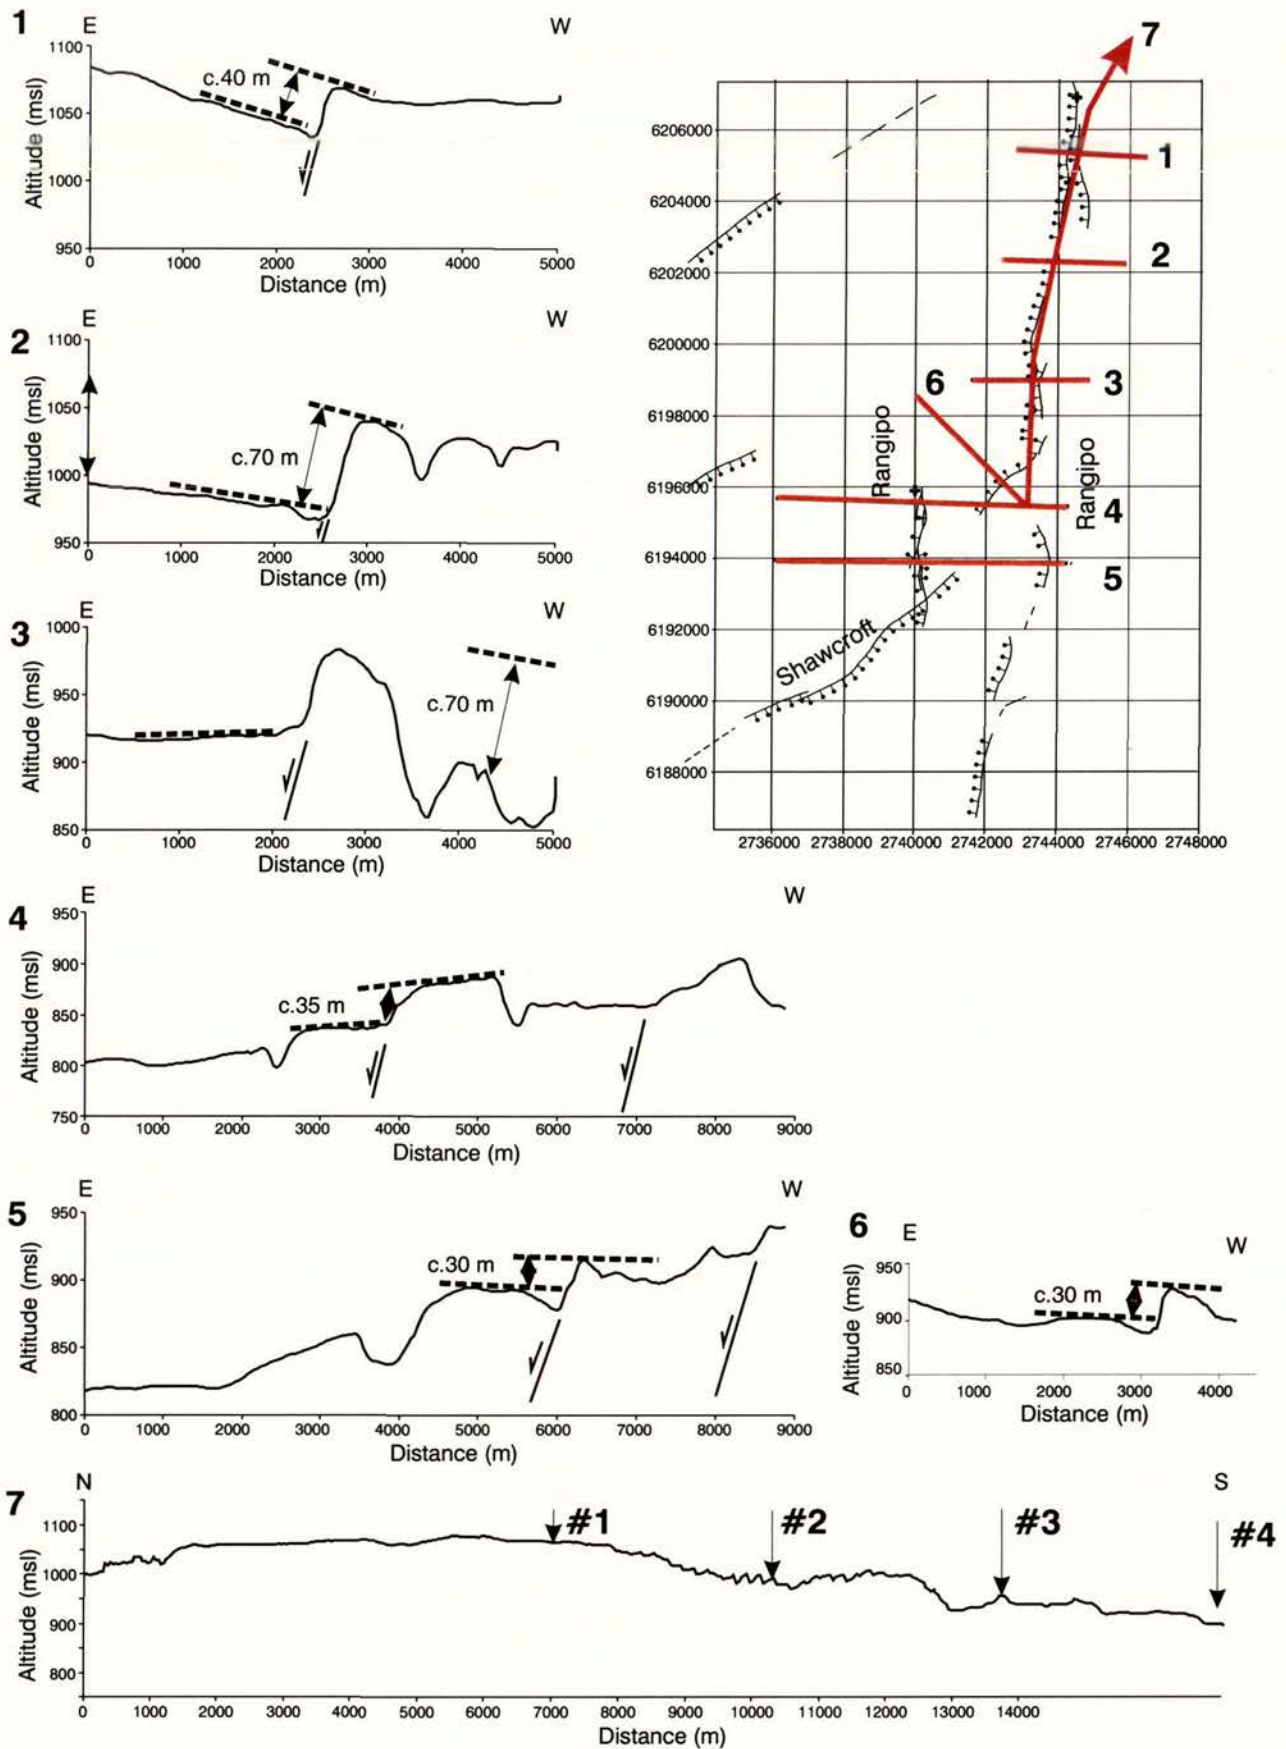 1
E W
1100
1050
1000
950
c.40 m
Altitude (msl)
0 1000 2000 3000 4000 5000
Distance (m)
2
E W
1100
1050
1000
950
c.70 m
Altitude (msl)
0 1000 2000 3000 4000 5000
Distance (m)
3
E W
1000
950
900
850
c.70 m
Altitude (msl)
0 1000 2000 3000 4000 5000
Distance (m)
7
6206000
1
6204000
2
6202000
6200000
6 3
6198000
Rangipo
Rangipo
6196000
4
6194000
5
6192000
Shawcroft
6190000
6188000
2736000 2738000 2740000 2742000 2744000 2746000 2748000
4
E W
950
900
850
800
750
c.35 m
Altitude (msl)
0 1000 2000 3000 4000 5000 6000 7000 8000 9000
Distance (m)
5
E W
950
900
850
800
c.30 m
Altitude (msl)
0 1000 2000 3000 4000 5000 6000 7000 8000 9000
Distance (m)
6
E W
950
900
850
c.30 m
Altitude (msl)
0 1000 2000 3000 4000
Distance (m)
7
N S
#1 #2 #3 #4
1100
1000
900
800
Altitude (msl)
0 1000 2000 3000 4000 5000 6000 7000 8000 9000 10000 11000 12000 13000 14000
Distance (m)